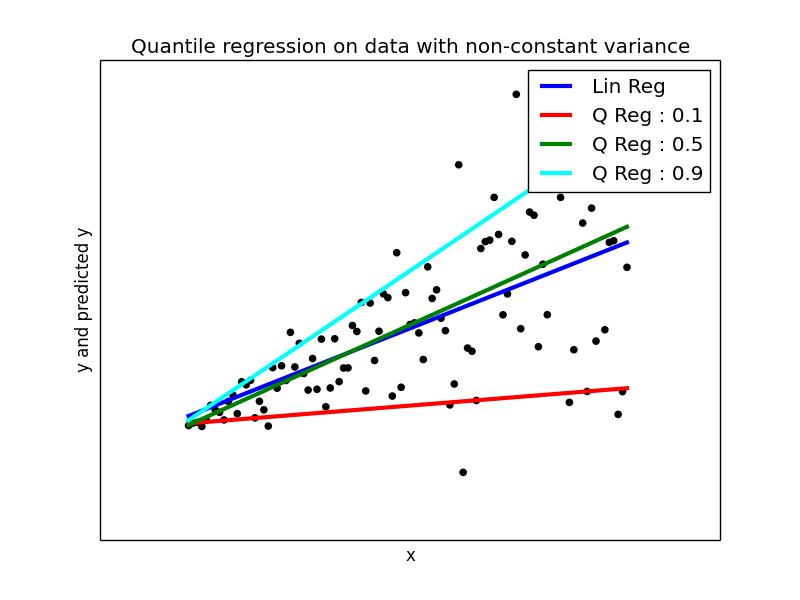 Quantile regression on data with non-constant variance
Lin Reg
Q Reg : 0.1
Q Reg : 0.5
Q Reg : 0.9
y and predicted y
x